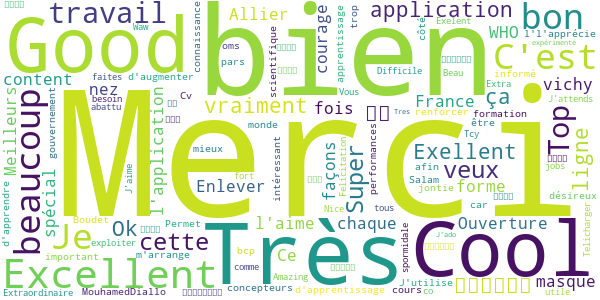 travail
Allier
application
bon
Good
bien
connaissance
courage
apprentissage
trop
côté
Exelent
l'l'apprécie
expérimenté
Waw
oms
pars
scientifique
WHO
C'est
content
faites
d'augmenter
Vous
Difficile
Beau
informé
Extra
J'attends
nez
Cv
besoin
abattu
vraiment
fois
France
ça
vichy
renforcer
formation
Meilleurs
gouvernement
beaucoup
Merci
Tres
être
Tcy
Top
ligne
monde
mieux
intéressant
Super
façons
performances
Exellent
veux
afin
jobs
d'apprendre
spécial
J'aime
l'application
Enlever
fort
Felicitation
Salam
jontie
forme
désireux
Je
Ok
Boudet
cette
Permet
l'aime
Nice
tous
chaque
car
Ouverture
Telecharger
Très
Cool
Ce
J'ado
important
exploiter
m'arrange
bcp
comme
Amazing
spormidale
Excellent
J'utilise
masque
Extraordinaire
MouhamedDiallo
concepteurs
d'apprentissage
cours
co
utile